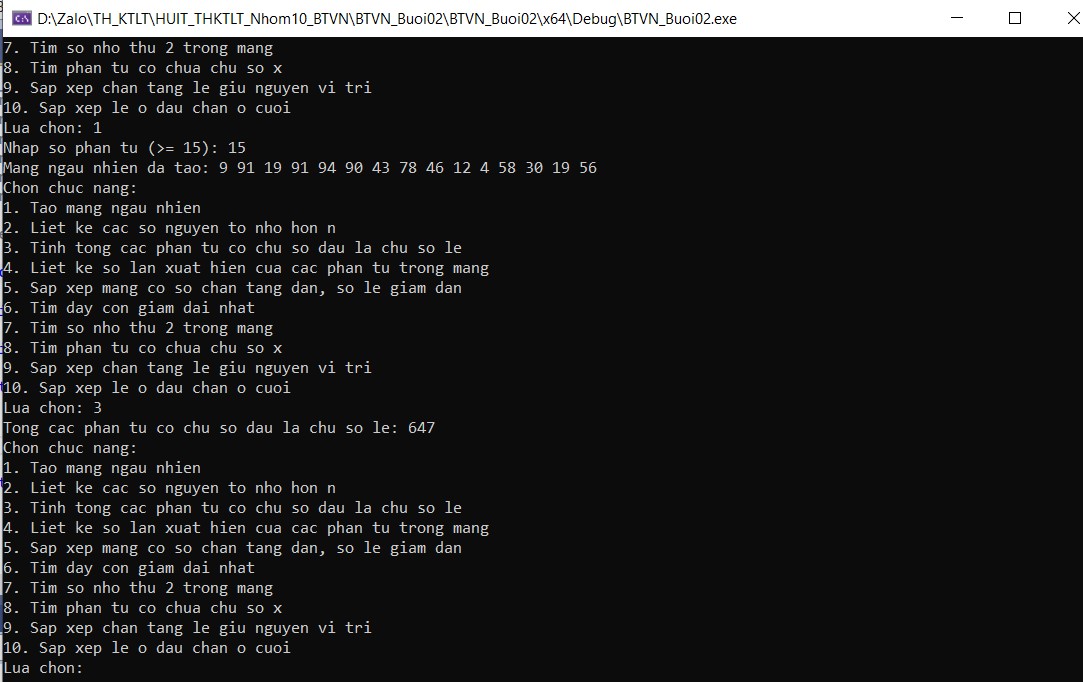 D:\Zalo\TH_KTLT\HUIT_THKTLT_Nhom10_BTVN\BTVN_Buoi02\BTVN_Buoi02\x64\Debug\BTVN_Buoi02.exe
7. Tim so nho thu 2 trong mang
8. Tim phan tu co chua chu so x
9. Sap xep chan tang le giu nguyen vi tri
10. Sap xep le o dau chan o cuoi
Lua chon: 1
Nhap so phan tu (>= 15): 15
Mang ngau nhien da tao: 9 91 19 91 94 90 43 78 46 12 4 58 30 19 56
Chon chuc nang:
1. Tao mang ngau nhien
2. Liet ke cac so nguyen to nho hon n
3. Tinh tong cac phan tu co chu so dau la chu so le
4. Liet ke so lan xuat hien cua cac phan tu trong mang
5. Sap xep mang co so chan tang dan, so le giam dan
6. Tim day con giam dai nhat
7. Tim so nho thu 2 trong mang
8. Tim phan tu co chua chu so x
9. Sap xep chan tang le giu nguyen vi tri
10. Sap xep le o dau chan o cuoi
Lua chon: 3
Tong cac phan tu co chu so dau la chu so le: 647
Chon chuc nang:
1. Tao mang ngau nhien
2. Liet ke cac so nguyen to nho hon n
3. Tinh tong cac phan tu co chu so dau la chu so le
4. Liet ke so lan xuat hien cua cac phan tu trong mang
5. Sap xep mang co so chan tang dan, so le giam dan
6. Tim day con giam dai nhat
7. Tim so nho thu 2 trong mang
8. Tim phan tu co chua chu so x
9. Sap xep chan tang le giu nguyen vi tri
10. Sap xep le o dau chan o cuoi
Lua chon: